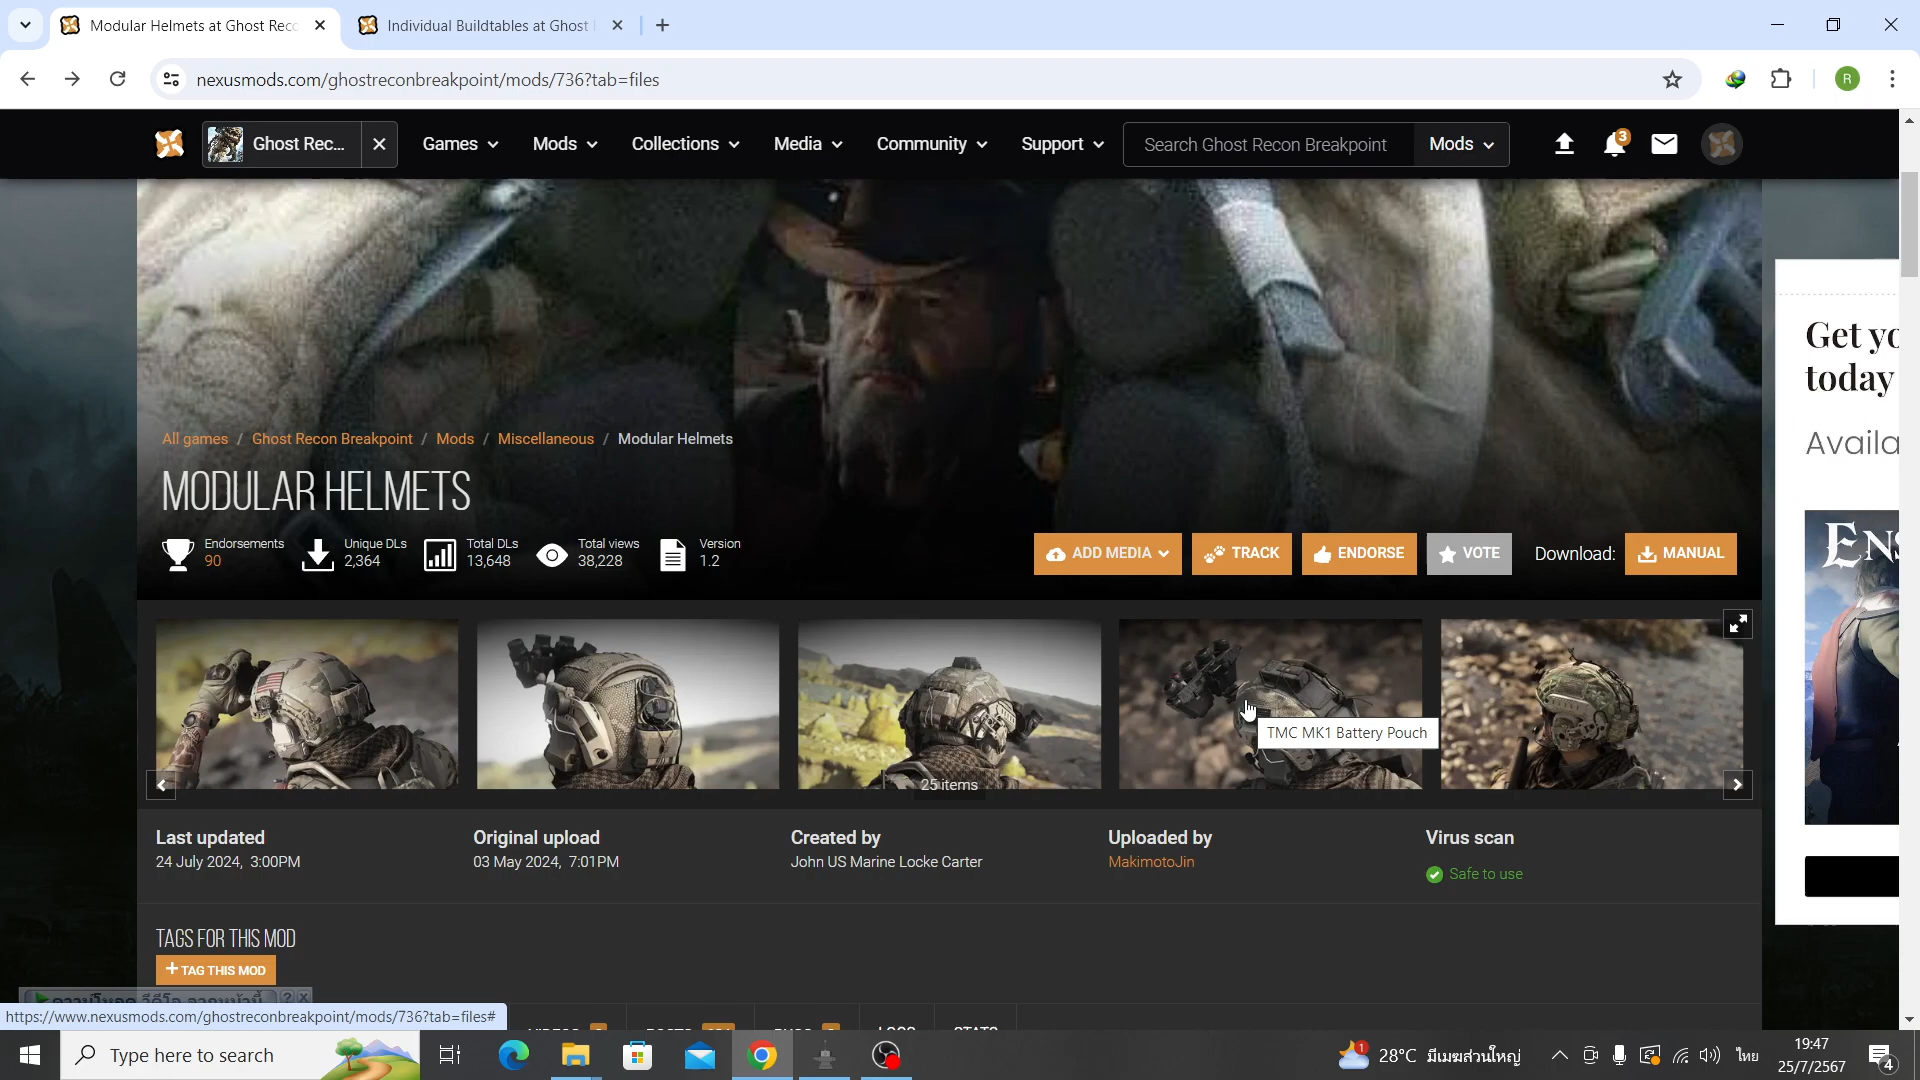 Modular Helmets at Ghost Reco
Individual Buildtables at Ghost
nexusmods.com/ghostreconbreakpoint/mods/736?tab=files
R
Ghost Rec...
Games
Mods
Collections
Media
Community
Support
Search Ghost Recon Breakpoint
Mods
3
Get yo
today
Availa
All games / Ghost Recon Breakpoint / Mods / Miscellaneous / Modular Helmets
MODULAR HELMETS
Endorsements
90
Unique DLs
2,364
Total DLs
13,648
Total views
38,228
Version
1.2
ADD MEDIA
TRACK
ENDORSE
VOTE
Download:
MANUAL
ENS
TMC MK1 Battery Pouch
25 items
Last updated
24 July 2024, 3:00PM
Original upload
03 May 2024, 7:01PM
Created by
John US Marine Locke Carter
Uploaded by
MakimotoJin
Virus scan
Safe to use
TAGS FOR THIS MOD
+ TAG THIS MOD
https://www.nexusmods.com/ghostreconbreakpoint/mods/736?tab=files#
Type here to search
1
28°C มีเมฆส่วนใหญ่
ไทย
19:47
25/7/2567
4